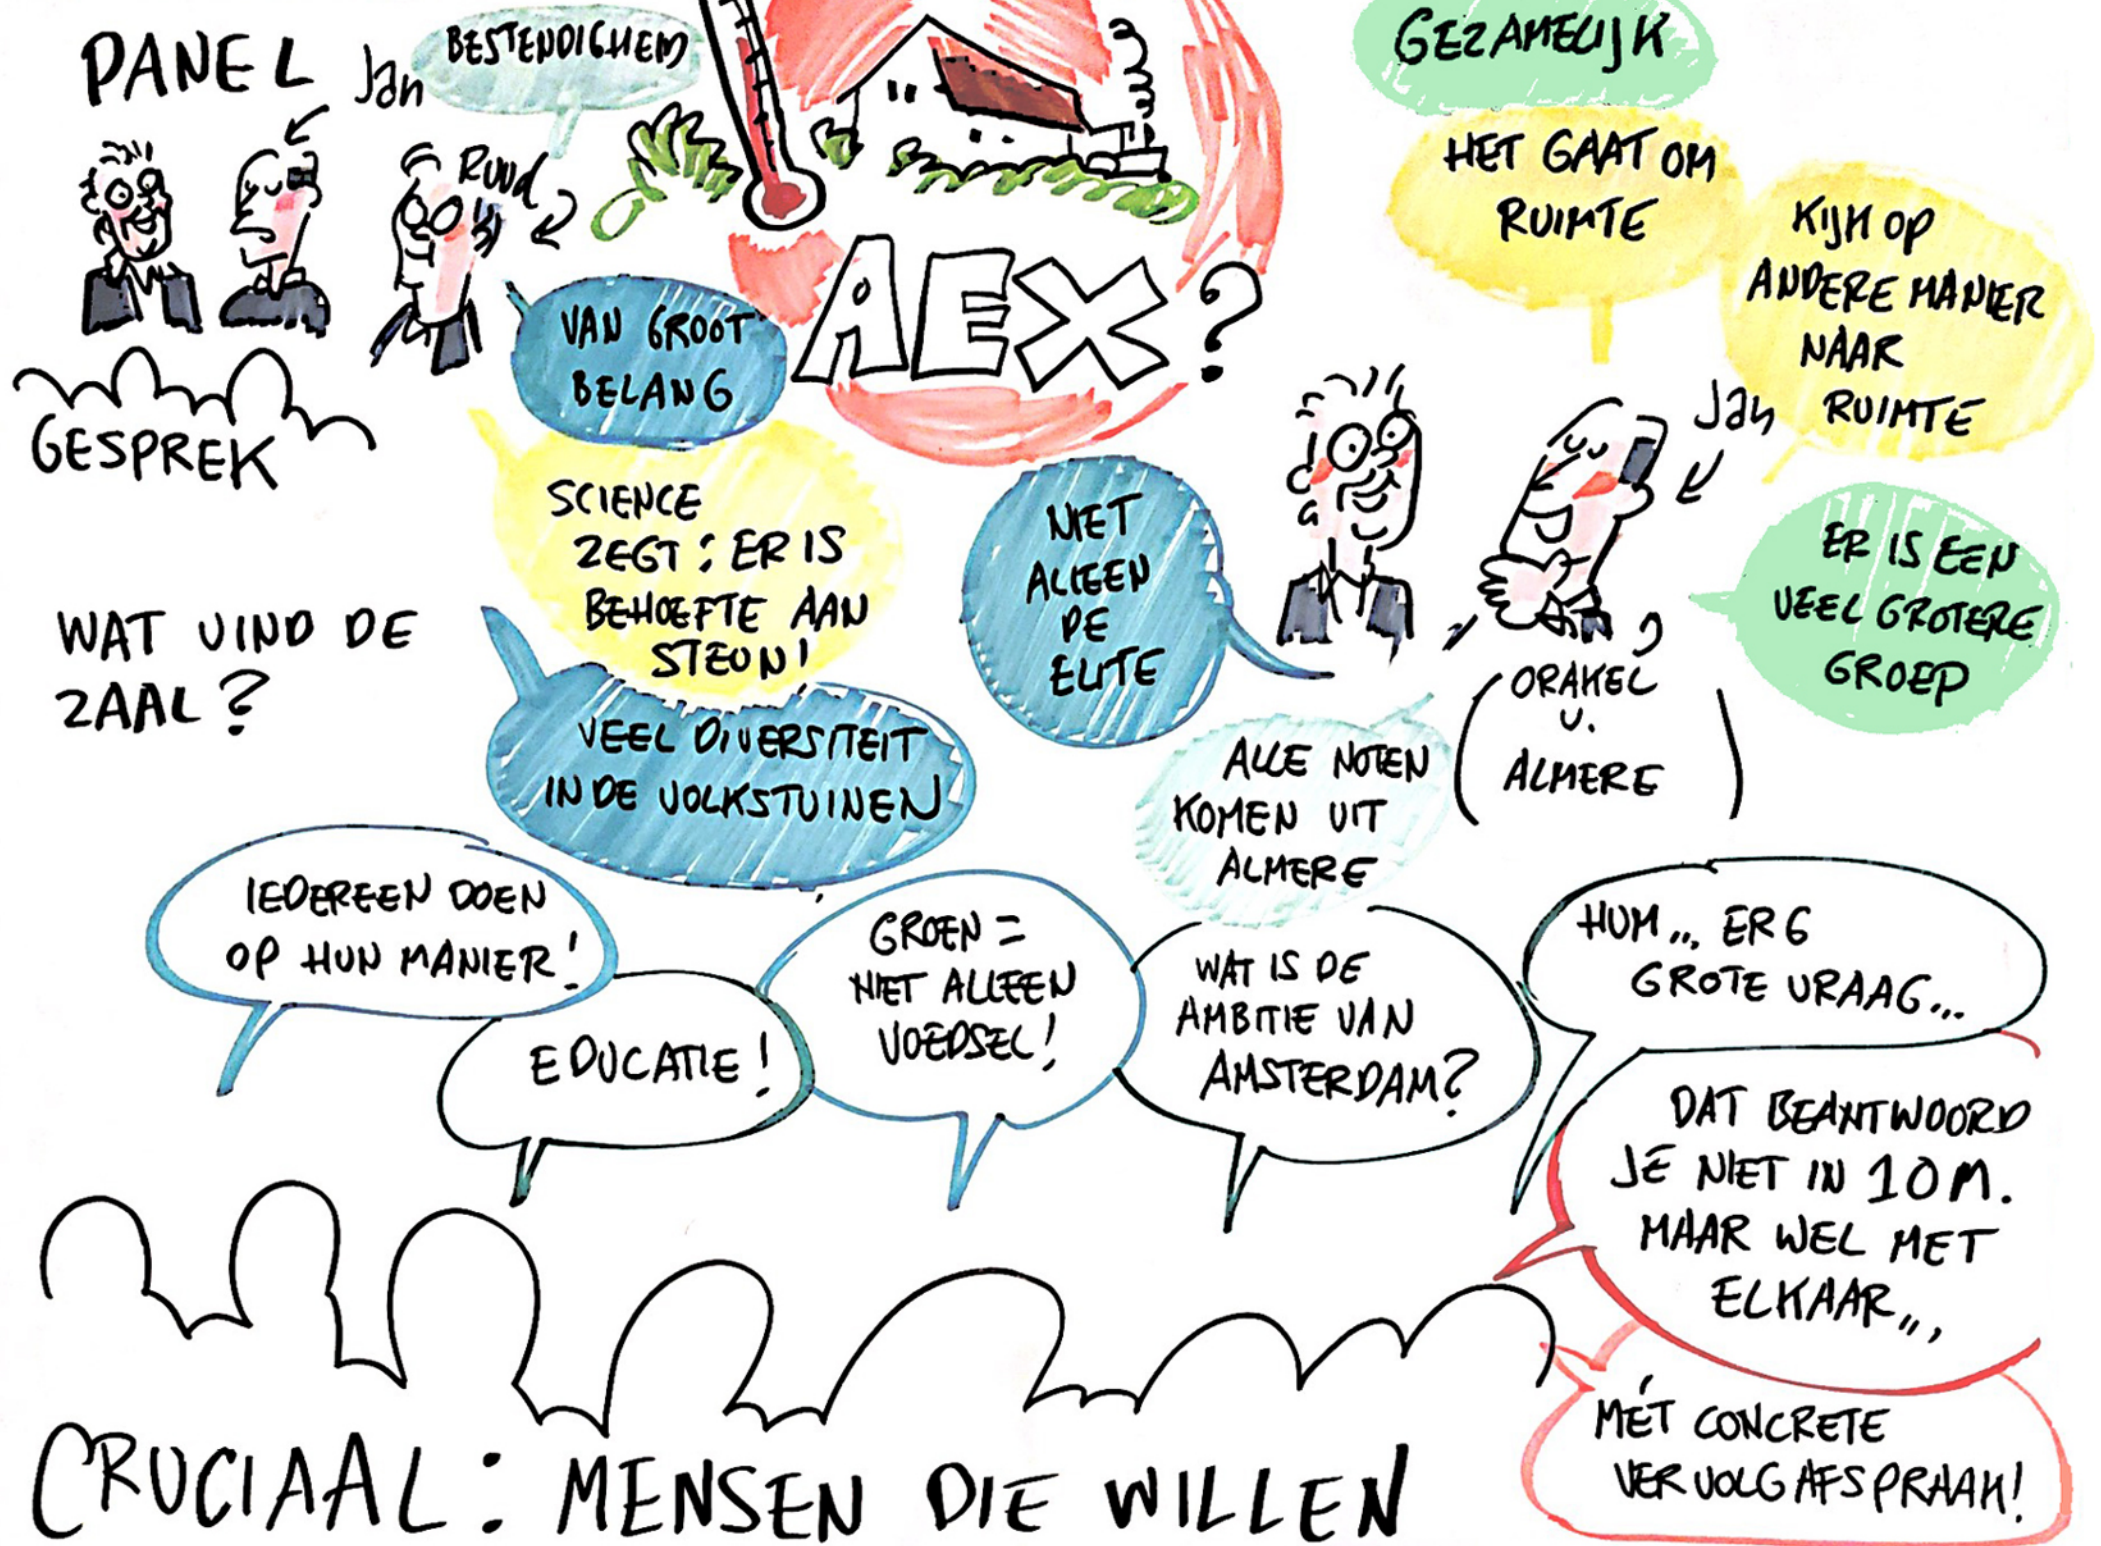 PANEL
Jan
BESTENDIGHEID
Ruud
GESPREK
WAT VIND DE
ZAAL?
VAN GROOT
BELANG
SCIENCE
ZEGT: ER IS
BEHOEFTE AAN
STEUN!
VEEL DIVERSITEIT
IN DE VOLKSTUINEN
AEX?
NIET
ALLEEN
DE
ELITE
GEZAMELIJK
HET GAAT OM
RUIMTE
KIJK OP
ANDERE MANIER
NAAR
RUIMTE
Jan
ER IS EEN
VEEL GROTERE
GROEP
ORAKEL
V.
ALMERE
ALLE NOTEN
KOMEN UIT
ALMERE
IEDEREEN DOEN
OP HUN MANIER!
EDUCATIE!
GROEN =
NIET ALLEEN
VOEDSEL!
WAT IS DE
AMBITIE VAN
AMSTERDAM?
HUM... ERG
GROTE VRAAG...
DAT BEANTWOORD
JE NIET IN 10 M.
MAAR WEL MET
ELKAAR...
MÉT CONCRETE
VERVOLGAFSPRAAK!
CRUCIAAL: MENSEN DIE WILLEN